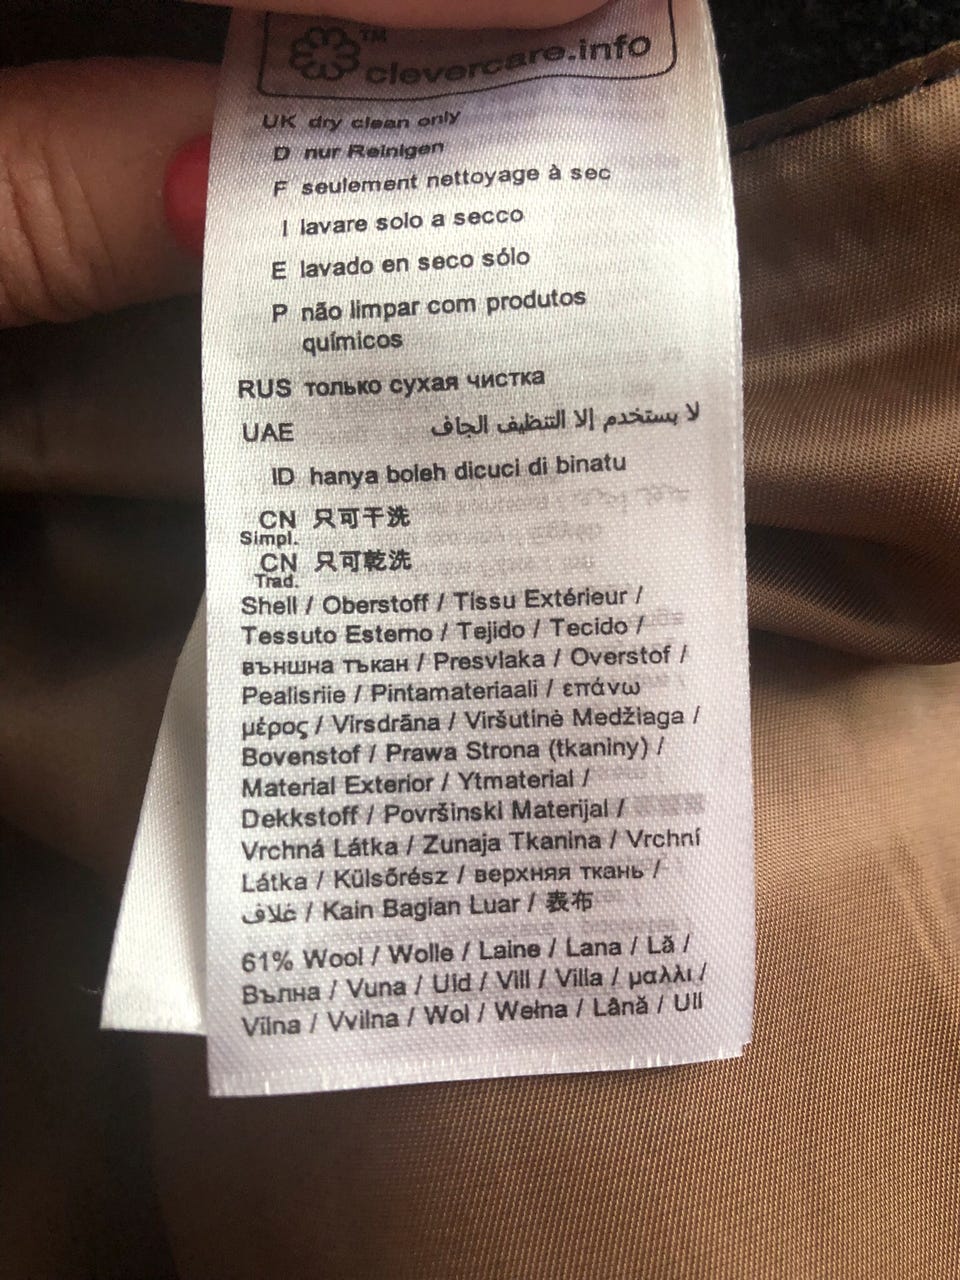 TM
clevercare.info
UK dry clean only
D nur Reinigen
F seulement nettoyage à sec
I lavare solo a secco
E lavado en seco sólo
P não limpar com produtos
químicos
RUS только сухая чистка
UAE لا يستخدم إلا التنظيف الجاف
ID hanya boleh dicuci di binatu
CN 只可干洗
Simpl.
CN 只可乾洗
Trad.
Shell / Oberstoff / Tissu Extérieur /
Tessuto Esterno / Tejido / Tecido /
външна тъкан / Presvlaka / Overstof /
Pealisriie / Pintamateriaali / επάνω
μέρος / Virsdrāna / Viršutinė Medžiaga /
Bovenstof / Prawa Strona (tkaniny) /
Material Exterior / Ytmaterial /
Dekkstoff / Površinski Materijal /
Vrchná Látka / Zunaja Tkanina / Vrchní
Látka / Külsőrész / верхняя ткань /
غلاف / Kain Bagian Luar / 表布
61% Wool / Wolle / Laine / Lana / Lă /
Вълна / Vuna / Uld / Vill / Villa / μαλλι /
Vilna / Vvilna / Wol / Wełna / Lână / Ull